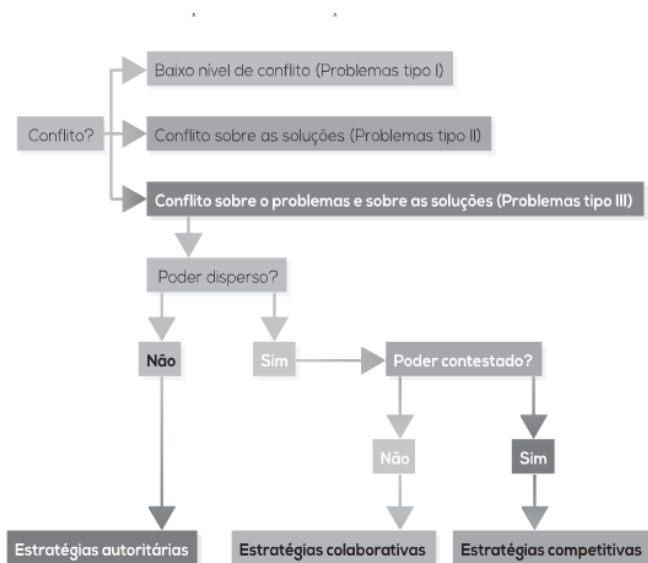 Baixo nível de conflito (Problemas tipo I)
Conflito?
Conflito sobre as soluções (Problemas tipo II)
Conflito sobre o problemas e sobre as soluções (Problemas tipo III)
Poder disperso?
Não
Sim
Poder contestado?
Não
Sim
Estratégias autoritárias
Estratégias colaborativas
Estratégias competitivas